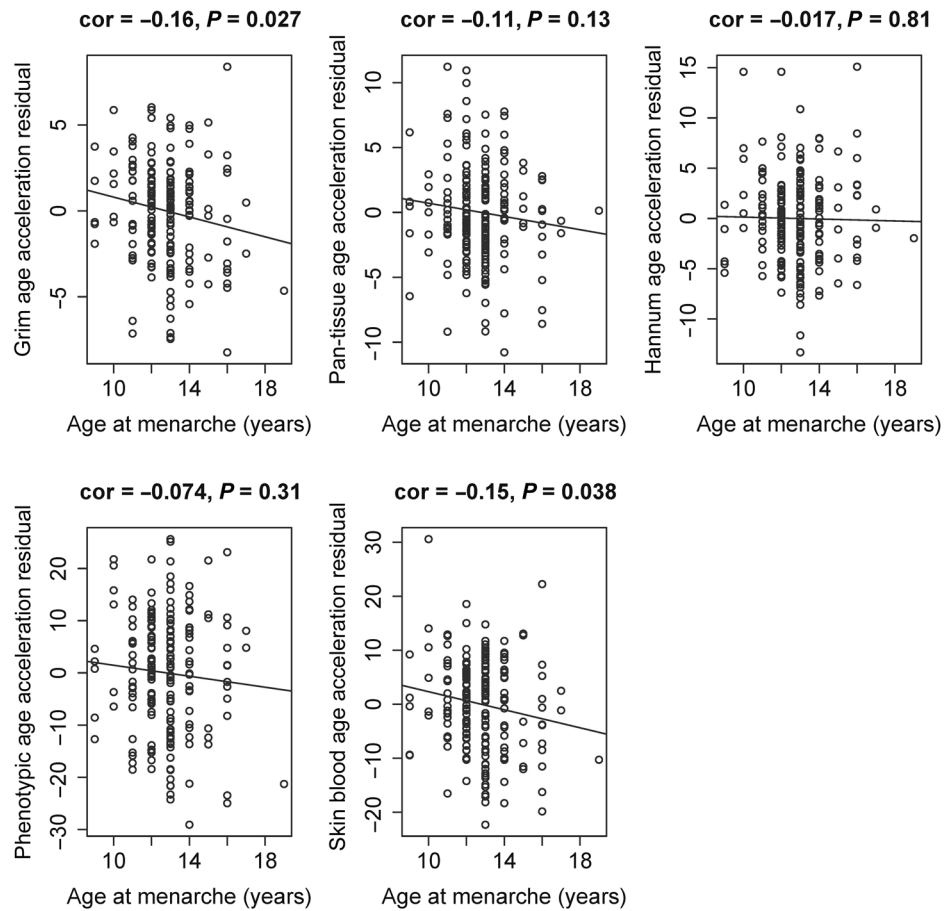 cor = −0.16, P = 0.027
Grim age acceleration residual
5
0
−5
10
14
18
Age at menarche (years)
cor = −0.11, P = 0.13
Pan-tissue age acceleration residual
10
5
0
−5
−10
10
14
18
Age at menarche (years)
cor = −0.017, P = 0.81
Hannum age acceleration residual
15
10
5
0
−5
−10
10
14
18
Age at menarche (years)
cor = −0.074, P = 0.31
Phenotypic age acceleration residual
20
10
0
−10
−20
−30
10
14
18
Age at menarche (years)
cor = −0.15, P = 0.038
Skin blood age acceleration residual
30
20
10
0
−10
−20
10
14
18
Age at menarche (years)